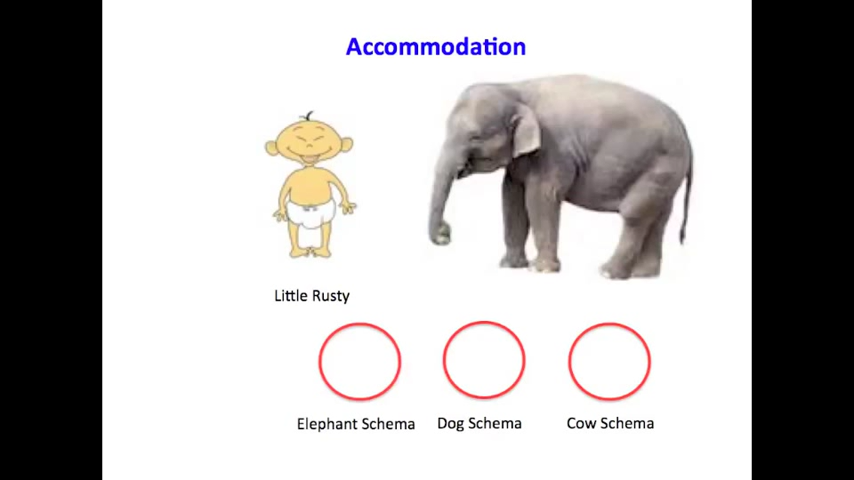 Accommodation
Little Rusty
Elephant Schema
Dog Schema
Cow Schema